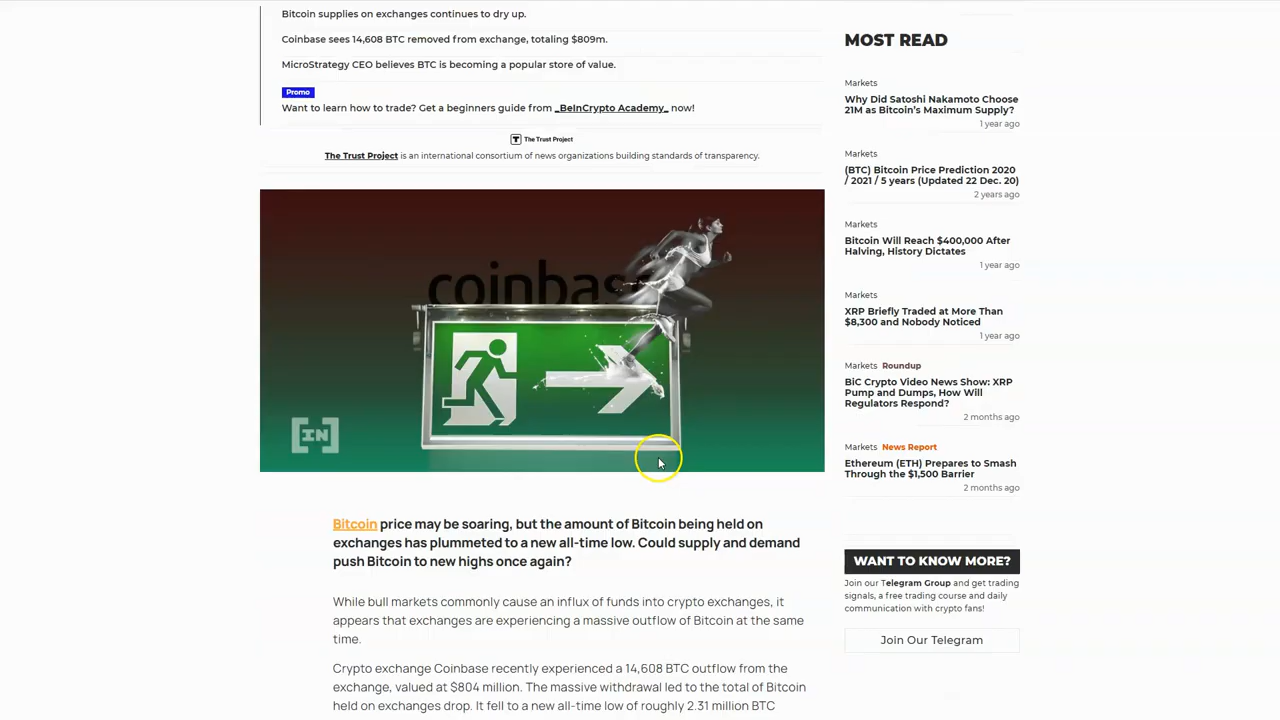 Bitcoin supplies on exchanges continues to dry up.
Coinbase sees 14,608 BTC removed from exchange, totaling $809m.
MicroStrategy CEO believes BTC is becoming a popular store of value.
Promo
Want to learn how to trade? Get a beginners guide from _BeInCrypto Academy_ now!
T The Trust Project
The Trust Project is an international consortium of news organizations building standards of transparency.
coinbase
[IN]
Bitcoin price may be soaring, but the amount of Bitcoin being held on
exchanges has plummeted to a new all-time low. Could supply and demand
push Bitcoin to new highs once again?
While bull markets commonly cause an influx of funds into crypto exchanges, it
appears that exchanges are experiencing a massive outflow of Bitcoin at the same
time.
Crypto exchange Coinbase recently experienced a 14,608 BTC outflow from the
exchange, valued at $804 million. The massive withdrawal led to the total of Bitcoin
held on exchanges drop. It fell to a new all-time low of roughly 2.31 million BTC
MOST READ
Markets
Why Did Satoshi Nakamoto Choose
21M as Bitcoin's Maximum Supply?
1 year ago
Markets
(BTC) Bitcoin Price Prediction 2020
/ 2021 / 5 years (Updated 22 Dec. 20)
2 years ago
Markets
Bitcoin Will Reach $400,000 After
Halving, History Dictates
1 year ago
Markets
XRP Briefly Traded at More Than
$8,300 and Nobody Noticed
1 year ago
Markets Roundup
BiC Crypto Video News Show: XRP
Pump and Dumps, How Will
Regulators Respond?
2 months ago
Markets News Report
Ethereum (ETH) Prepares to Smash
Through the $1,500 Barrier
2 months ago
WANT TO KNOW MORE?
Join our Telegram Group and get trading
signals, a free trading course and daily
communication with crypto fans!
Join Our Telegram